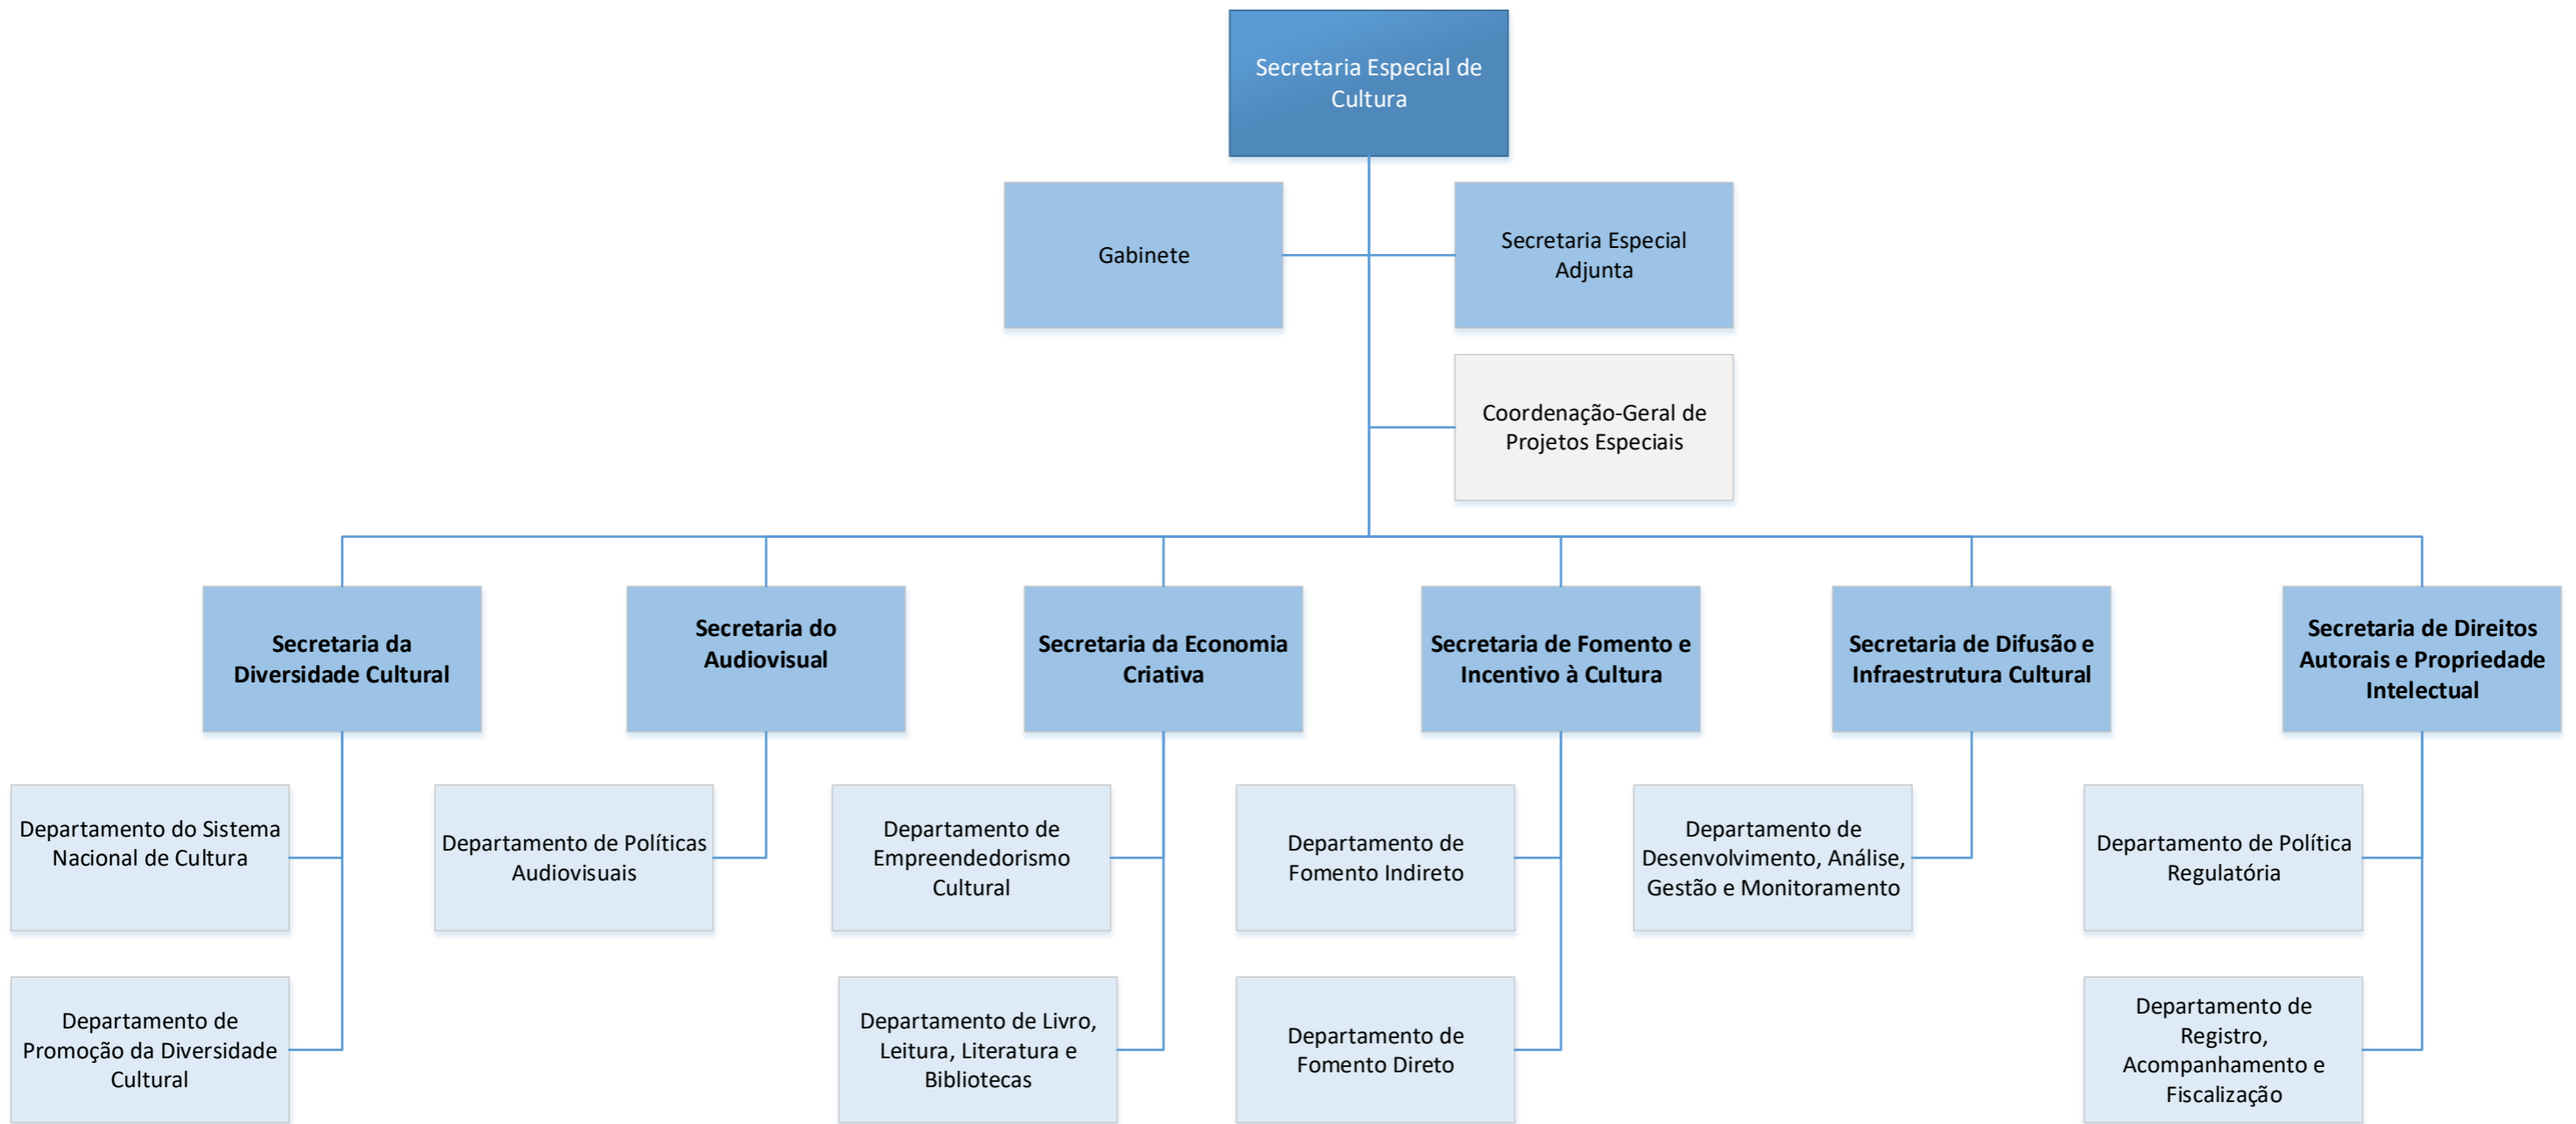 Secretaria Especial de
Cultura
Gabinete
Secretaria Especial
Adjunta
Coordenação-Geral de
Projetos Especiais
Secretaria da
Diversidade Cultural
Secretaria do
Audiovisual
Secretaria da Economia
Criativa
Secretaria de Fomento e
Incentivo à Cultura
Secretaria de Difusão e
Infraestrutura Cultural
Secretaria de Direitos
Autorais e Propriedade
Intelectual
Departamento do Sistema
Nacional de Cultura
Departamento de Políticas
Audiovisuais
Departamento de
Empreendedorismo
Cultural
Departamento de
Fomento Indireto
Departamento de
Desenvolvimento, Análise,
Gestão e Monitoramento
Departamento de Política
Regulatória
Departamento de
Promoção da Diversidade
Cultural
Departamento de Livro,
Leitura, Literatura e
Bibliotecas
Departamento de
Fomento Direto
Departamento de
Registro,
Acompanhamento e
Fiscalização